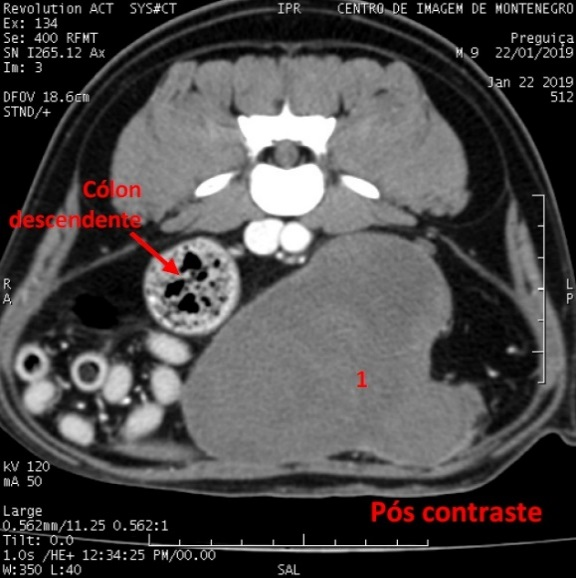 Revolution ACT SYS#CT IPR CENTRO DE IMAGEM DE MONTENEGRO
Ex: 134
Se: 400 RFMT Preguiça
SN I265.12 Ax M 9 22/01/2019
Im: 3
Jan 22 2019
DFOV 18.6cm 512
STND/+
Cólon
descendente
R L
A P
1
kV 120
mA 50
Pós contraste
Large
0.562mm/11.25 0.562:1
Tilt: 0.0
1.0s /HE+ 12:34:25 PM/00.00
W:350 L:40 SAL